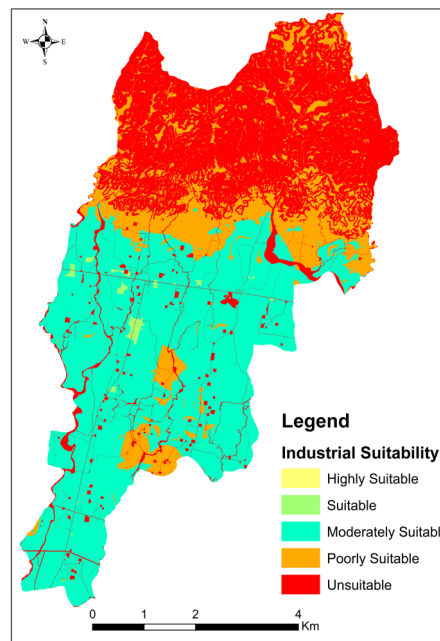 N
W E
S
Legend
Industrial Suitability
Highly Suitable
Suitable
Moderately Suitabl
Poorly Suitable
Unsuitable
0 1 2 4
Km